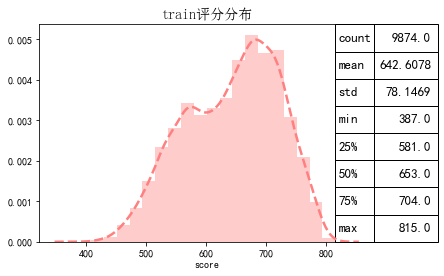 train评分分布
0.005
0.004
0.003
0.002
0.001
0.000
400 500 600 700 800
score
count 9874.0
mean 642.6078
std 78.1469
min 387.0
25% 581.0
50% 653.0
75% 704.0
max 815.0